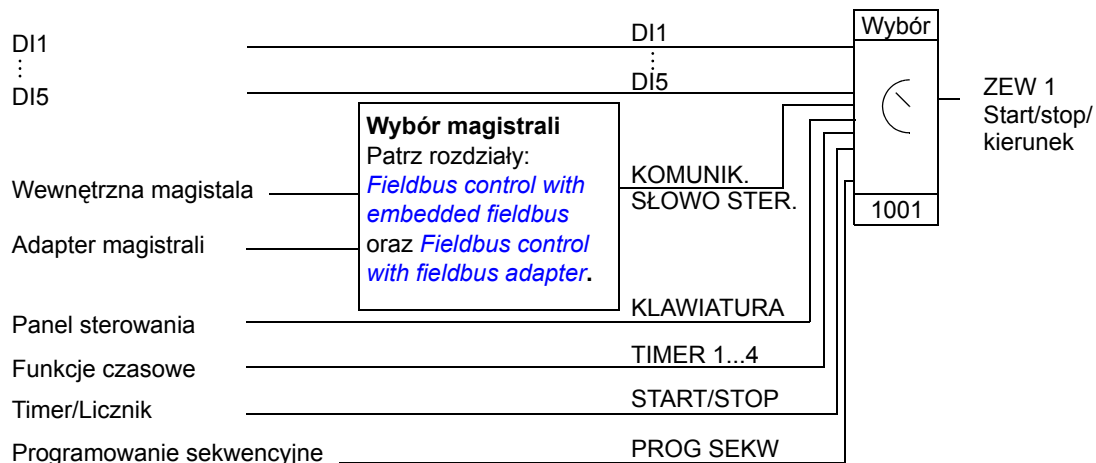 DI1
DI5
Wewnętrzna magistala
Adapter magistrali
Panel sterowania
Funkcje czasowe
Timer/Licznik
Programowanie sekwencyjne
Wybór magistrali
Patrz rozdziały:
Fieldbus control with
embedded fieldbus
oraz Fieldbus control
with fieldbus adapter.
DI1
DI5
KOMUNIK.
SŁOWO STER.
KLAWIATURA
TIMER 1...4
START/STOP
PROG SEKW
Wybór
1001
ZEW 1
Start/stop/
kierunek